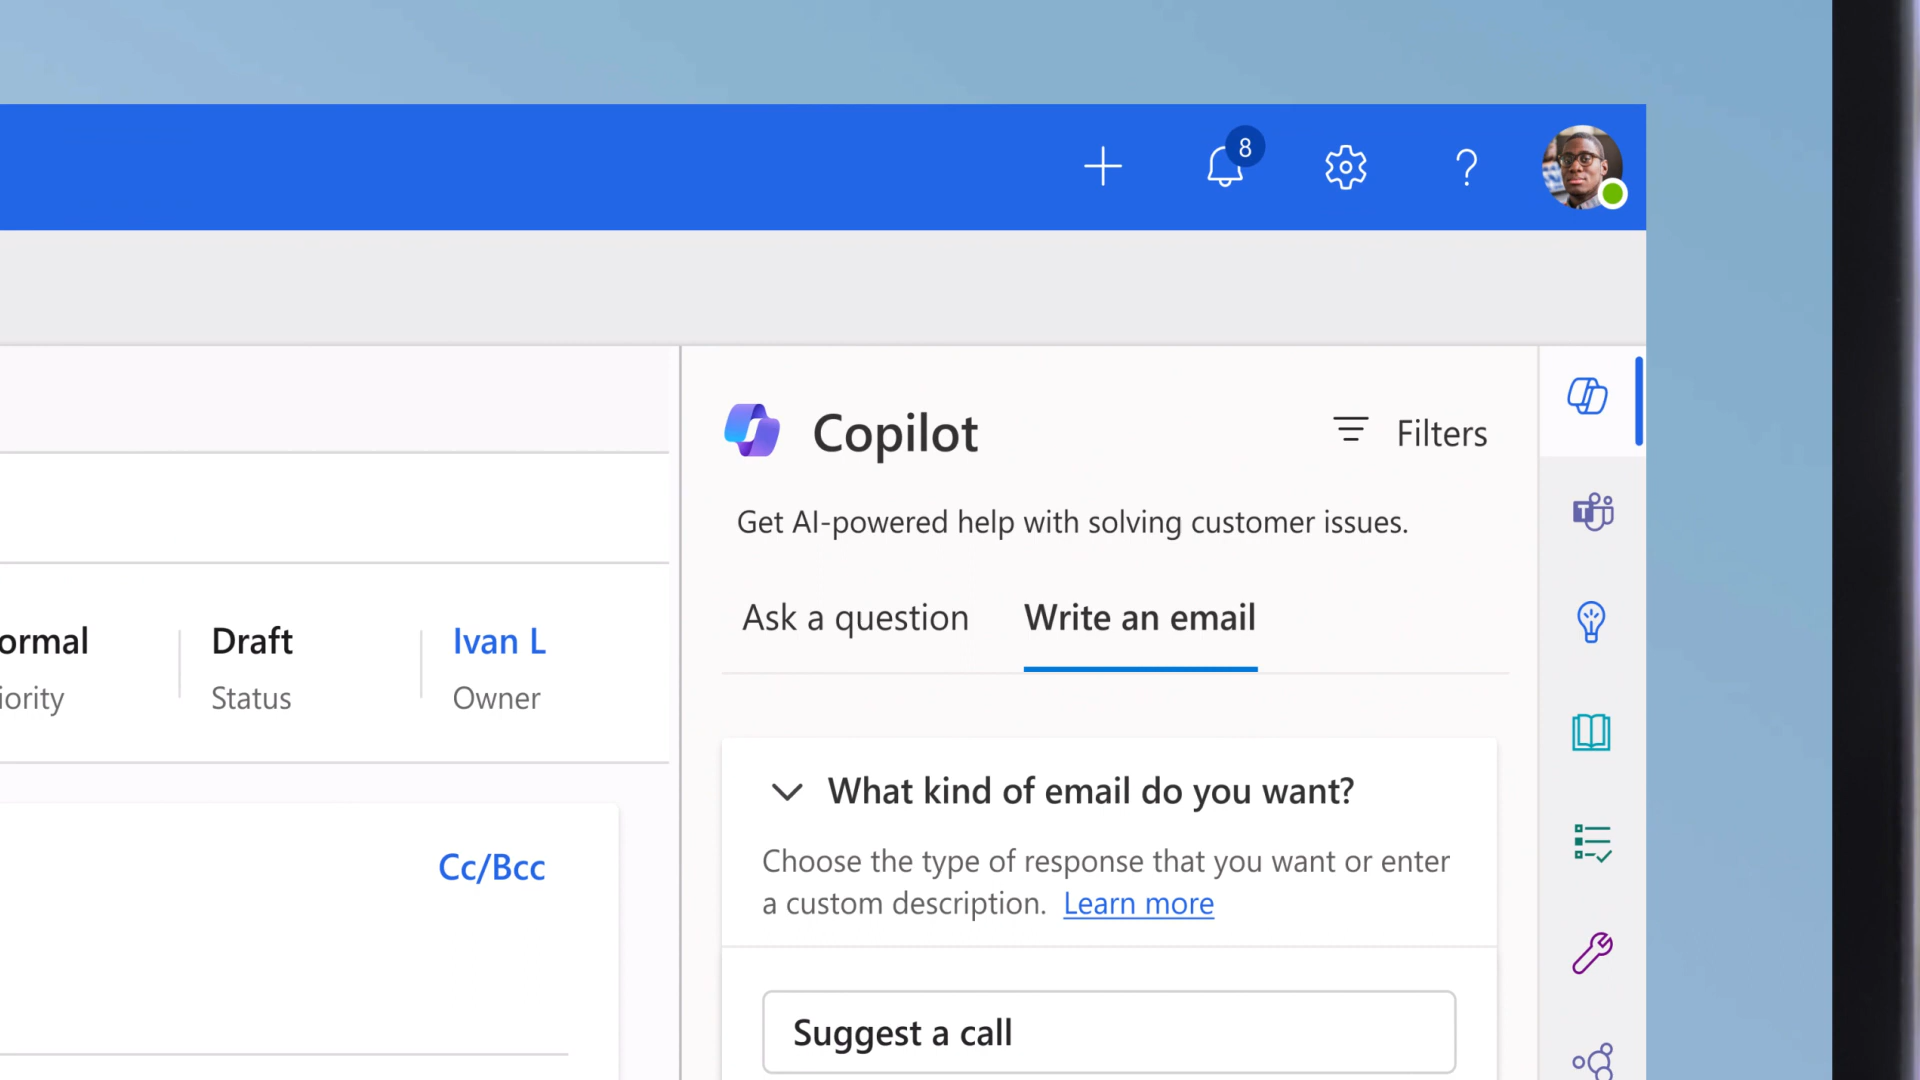 8
Copilot
Filters
Get AI-powered help with solving customer issues.
Ask a question
Write an email
ormal
iority
Draft
Status
Ivan L
Owner
What kind of email do you want?
Choose the type of response that you want or enter
a custom description. Learn more
Cc/Bcc
Suggest a call